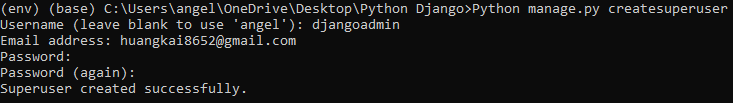 (env) (base) C:\Users\angel\OneDrive\Desktop\Python Django>Python manage.py createsuperuser
Username (leave blank to use 'angel'): djangoadmin
Email address: huangkai8652@gmail.com
Password:
Password (again):
Superuser created successfully.